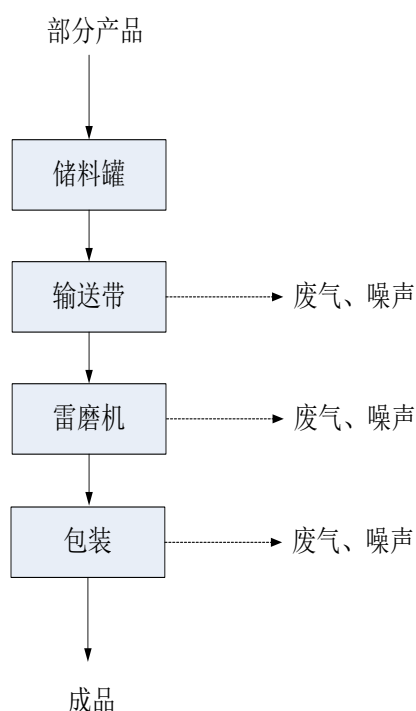 部分产品
储料罐
输送带
废气、噪声
雷磨机
废气、噪声
包装
废气、噪声
成品